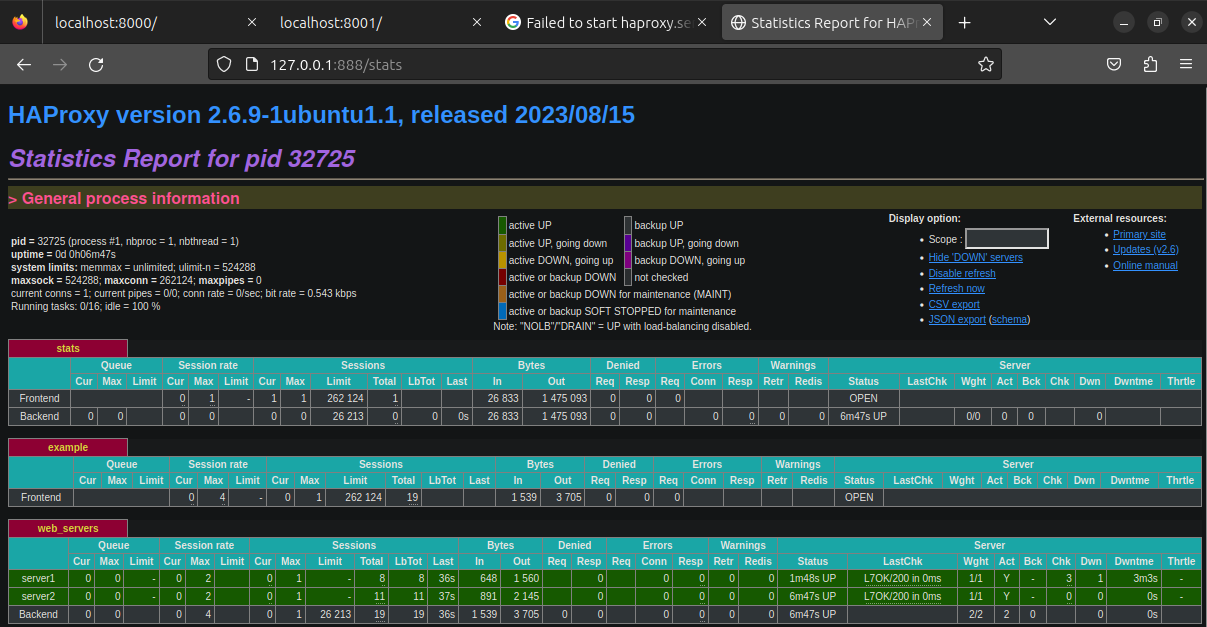 localhost:8000/
localhost:8001/
Failed to start haproxy.se
Statistics Report for HAP
127.0.0.1:888/stats
HAProxy version 2.6.9-1ubuntu1.1, released 2023/08/15
Statistics Report for pid 32725
> General process information
pid = 32725 (process #1, nbproc = 1, nbthread = 1)
uptime = 0d 0h06m47s
system limits: memmax = unlimited; ulimit-n = 524288
maxsock = 524288; maxconn = 262124; maxpipes = 0
current conns = 1; current pipes = 0/0; conn rate = 0/sec; bit rate = 0.543 kbps
Running tasks: 0/16; idle = 100 %
active UP
backup UP
active UP, going down
backup UP, going down
active DOWN, going up
backup DOWN, going up
active or backup DOWN
not checked
active or backup DOWN for maintenance (MAINT)
active or backup SOFT STOPPED for maintenance
Note: "NOLB"/"DRAIN" = UP with load-balancing disabled.
Display option:
Scope :
Hide 'DOWN' servers
Disable refresh
Refresh now
CSV export
JSON export (schema)
External resources:
Primary site
Updates (v2.6)
Online manual
stats
Queue Session rate Sessions Bytes Denied Errors Warnings Server
Cur Max Limit Cur Max Limit Cur Max Limit Total LbTot Last In Out Req Resp Req Conn Resp Retr Redis Status LastChk Wght Act Bck Chk Dwn Dwntme Thrtle
Frontend 0 1 - 1 1 262 124 1 26 833 1 475 093 0 0 0 OPEN
Backend 0 0 0 0 0 0 26 213 0 0 0s 26 833 1 475 093 0 0 0 0 0 0 6m47s UP 0/0 0 0 0
example
Queue Session rate Sessions Bytes Denied Errors Warnings Server
Cur Max Limit Cur Max Limit Cur Max Limit Total LbTot Last In Out Req Resp Req Conn Resp Retr Redis Status LastChk Wght Act Bck Chk Dwn Dwntme Thrtle
Frontend 0 4 - 0 1 262 124 19 1 539 3 705 0 0 0 OPEN
web_servers
Queue Session rate Sessions Bytes Denied Errors Warnings Server
Cur Max Limit Cur Max Limit Cur Max Limit Total LbTot Last In Out Req Resp Req Conn Resp Retr Redis Status LastChk Wght Act Bck Chk Dwn Dwntme Thrtle
server1 0 0 - 0 2 0 1 - 8 8 36s 648 1 560 0 0 0 0 0 1m48s UP L7OK/200 in 0ms 1/1 Y - 3 1 3m3s -
server2 0 0 - 0 2 0 1 - 11 11 37s 891 2 145 0 0 0 0 0 6m47s UP L7OK/200 in 0ms 1/1 Y - 0 0 0s -
Backend 0 0 0 4 0 1 26 213 19 19 36s 1 539 3 705 0 0 0 0 0 0 6m47s UP 2/2 2 0 0 0s